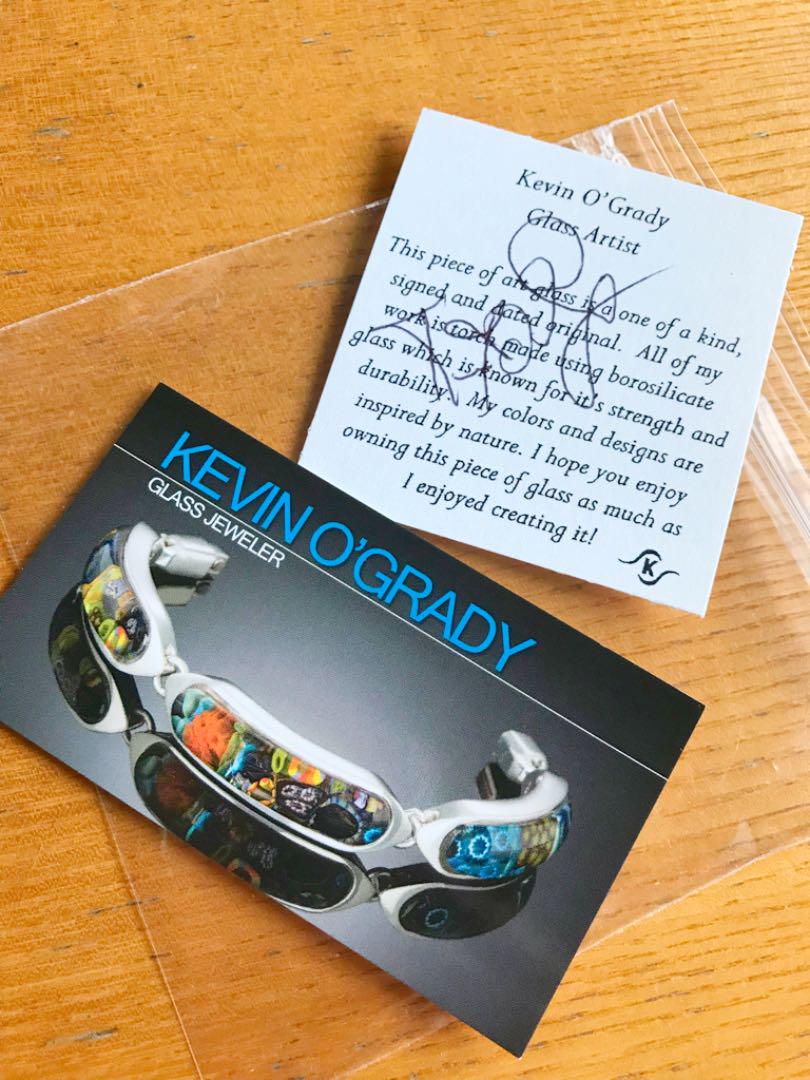 Kevin O'Grady
Glass Artist
This piece of art glass is a one of a kind,
signed and dated original. All of my
work is torch made using borosilicate
glass which is known for it's strength and
durability. My colors and designs are
inspired by nature. I hope you enjoy
owning this piece of glass as much as
I enjoyed creating it!
K
KEVIN O'GRADY
GLASS JEWELER